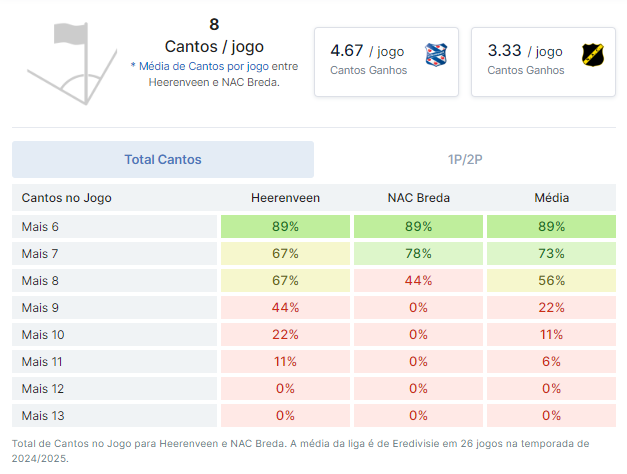 8
Cantos / jogo
* Média de Cantos por jogo entre
Heerenveen e NAC Breda.
4.67 / jogo
Cantos Ganhos
3.33 / jogo
Cantos Ganhos
Total Cantos 1P/2P
Cantos no Jogo Heerenveen NAC Breda Média
Mais 6 89% 89% 89%
Mais 7 67% 78% 73%
Mais 8 67% 44% 56%
Mais 9 44% 0% 22%
Mais 10 22% 0% 11%
Mais 11 11% 0% 6%
Mais 12 0% 0% 0%
Mais 13 0% 0% 0%
Total de Cantos no Jogo para Heerenveen e NAC Breda. A média da liga é de Eredivisie em 26 jogos na temporada de
2024/2025.